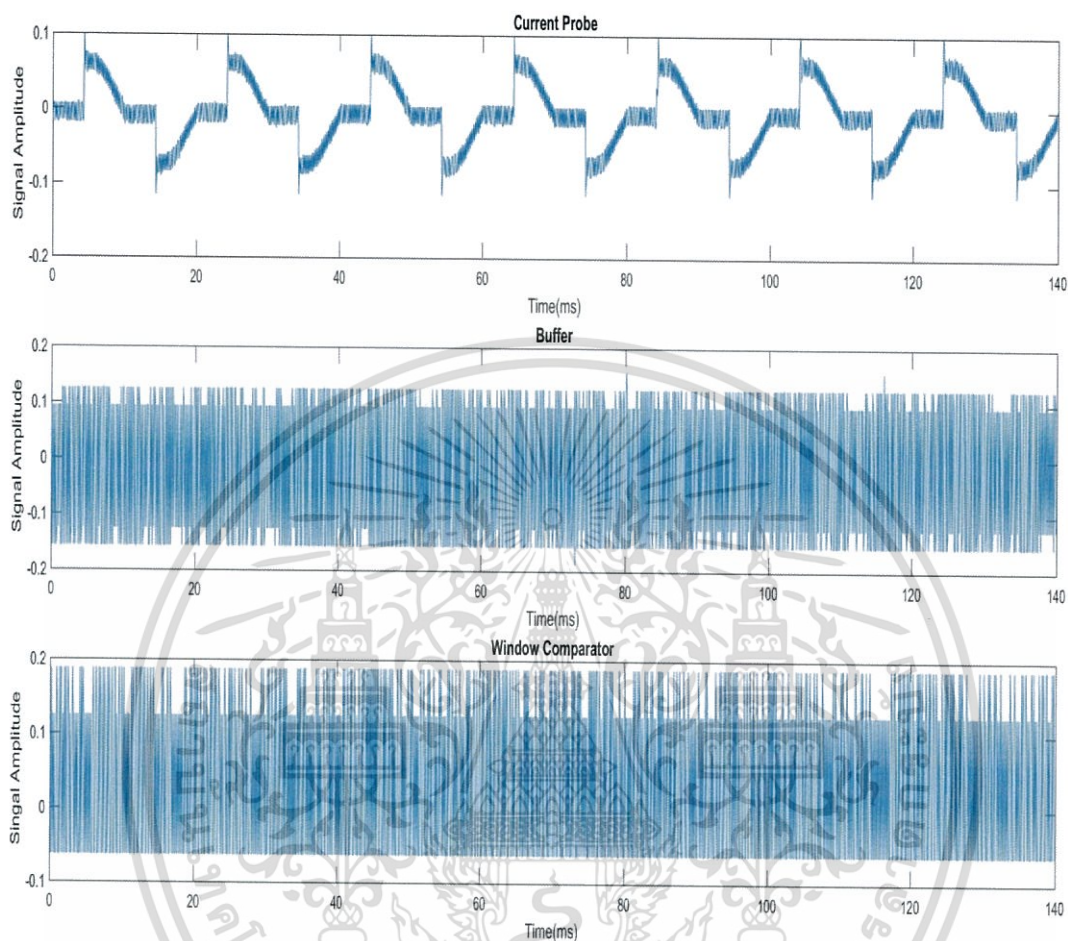 Current Probe
Signal Amplitude
0.1
0
-0.1
-0.2
0 20 40 60 80 100 120 140
Time(ms)
Buffer
Signal Amplitude
0.2
0.1
0
-0.1
-0.2
0 20 40 60 80 100 120 140
Time(ms)
Window Comparator
Singal Amplitude
0.2
0.1
0
-0.1
0 20 40 60 80 100 120 140
Time(ms)